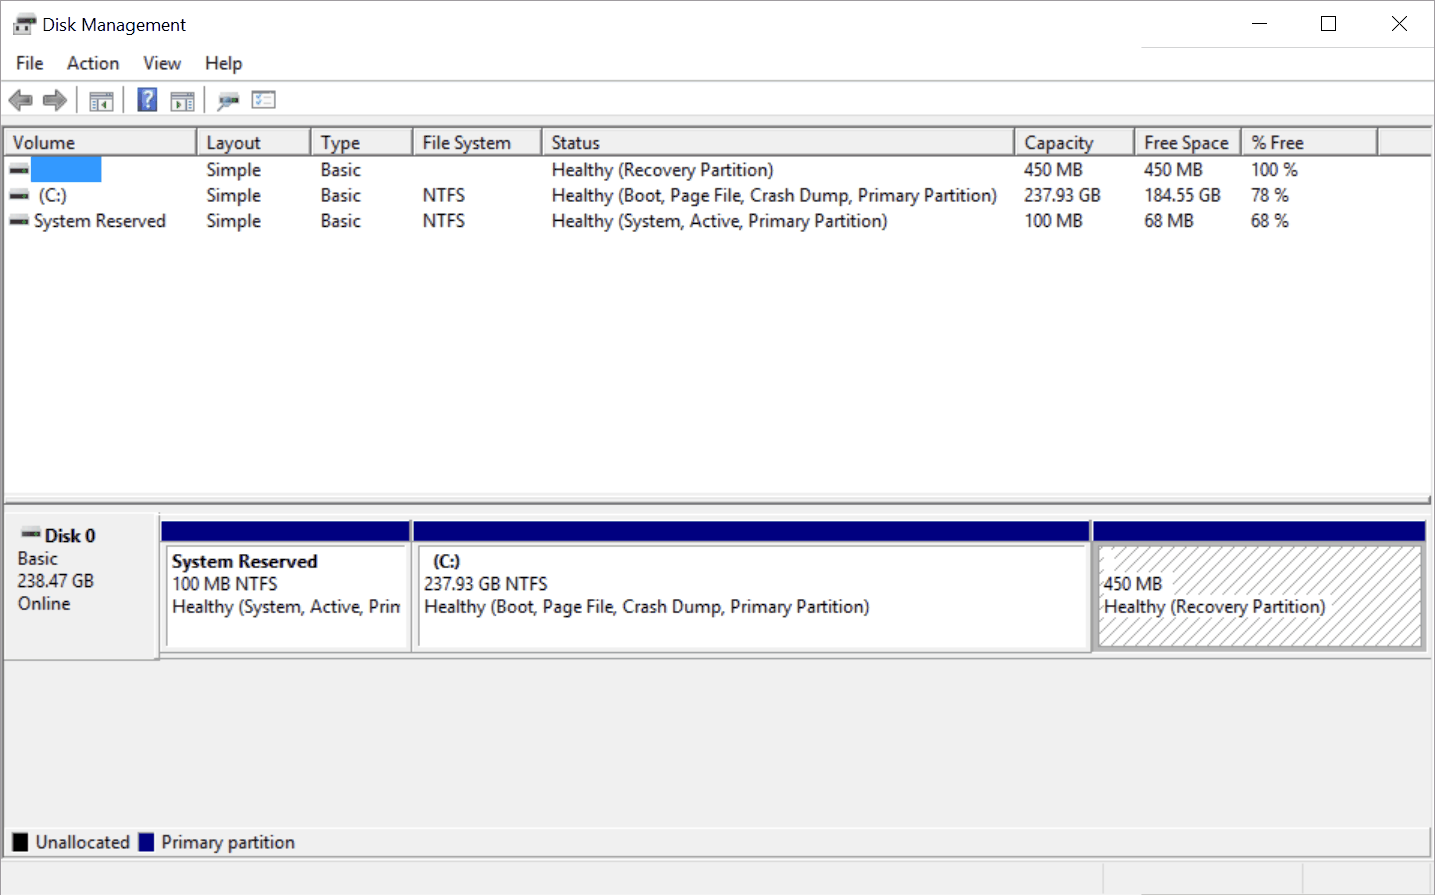 Disk Management
File Action View Help
Volume Layout Type File System Status Capacity Free Space % Free
Simple Basic Healthy (Recovery Partition) 450 MB 450 MB 100 %
(C:) Simple Basic NTFS Healthy (Boot, Page File, Crash Dump, Primary Partition) 237.93 GB 184.55 GB 78 %
System Reserved Simple Basic NTFS Healthy (System, Active, Primary Partition) 100 MB 68 MB 68 %
Disk 0
Basic
238.47 GB
Online
System Reserved
100 MB NTFS
Healthy (System, Active, Prin
(C:)
237.93 GB NTFS
Healthy (Boot, Page File, Crash Dump, Primary Partition)
450 MB
Healthy (Recovery Partition)
Unallocated Primary partition